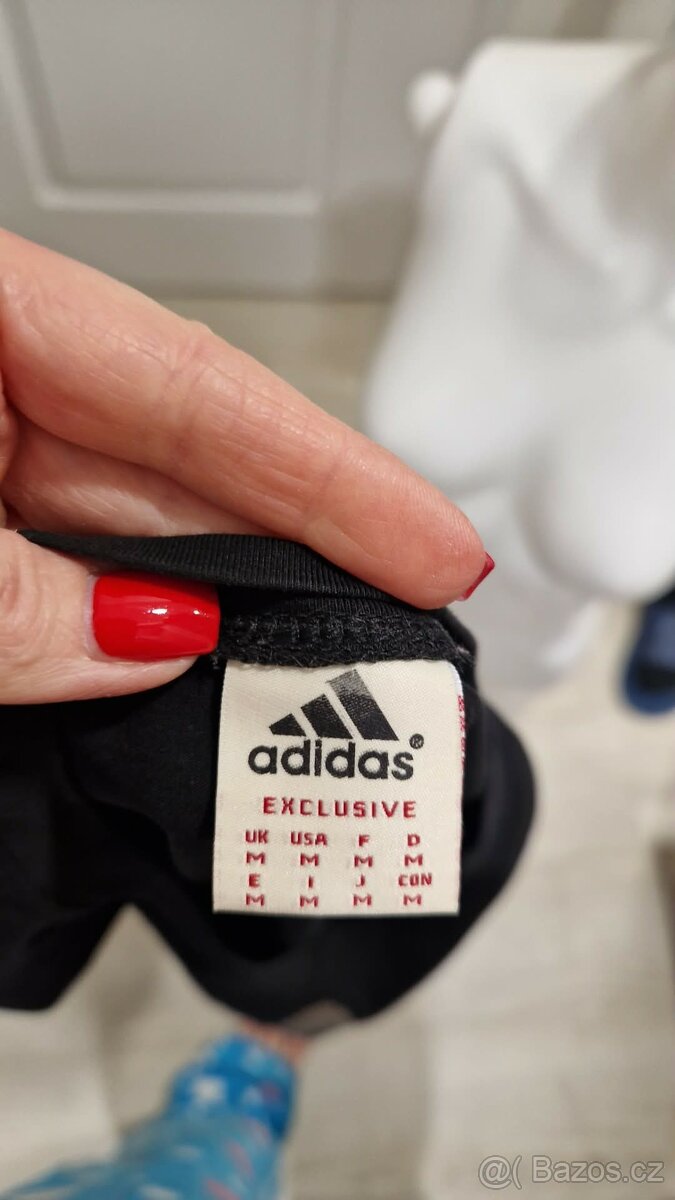 adidas®
EXCLUSIVE
UK USA F D
M M M M
E I J CON
M M M M
@( Bazos.cz